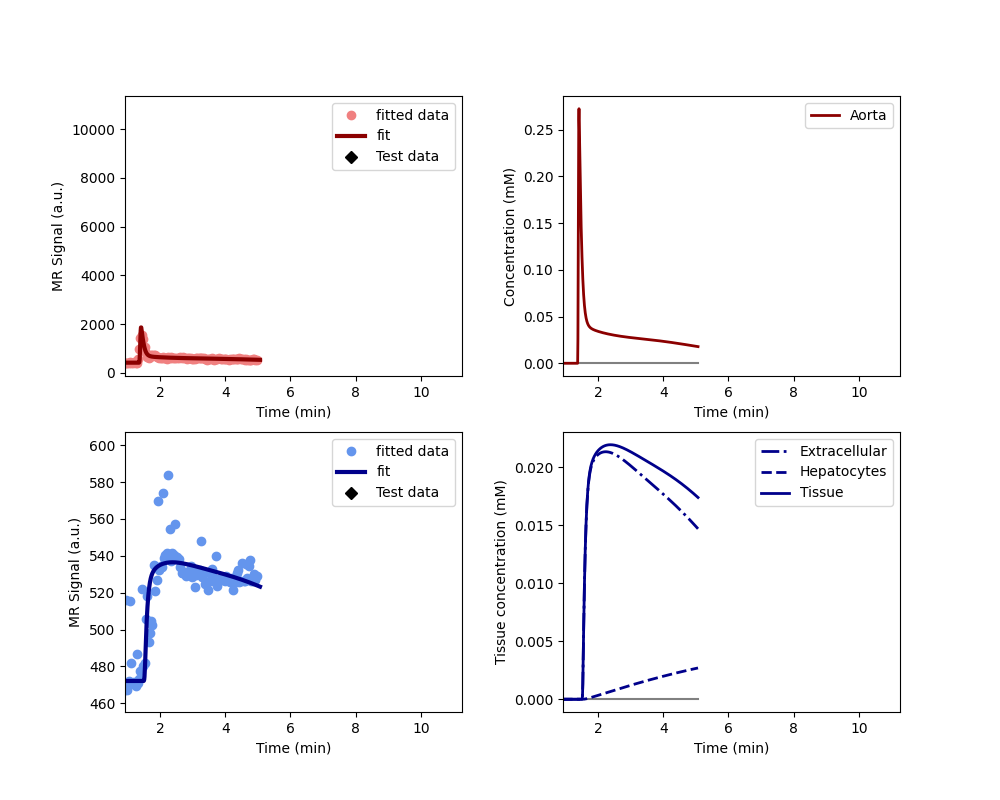 MR Signal (a.u.)
10000
8000
6000
4000
2000
0
2 4 6 8 10
Time (min)
fitted data
fit
Test data
Concentration (mM)
0.25
0.20
0.15
0.10
0.05
0.00
2 4 6 8 10
Time (min)
Aorta
MR Signal (a.u.)
600
580
560
540
520
500
480
460
2 4 6 8 10
Time (min)
fitted data
fit
Test data
Tissue concentration (mM)
0.020
0.015
0.010
0.005
0.000
2 4 6 8 10
Time (min)
Extracellular
Hepatocytes
Tissue